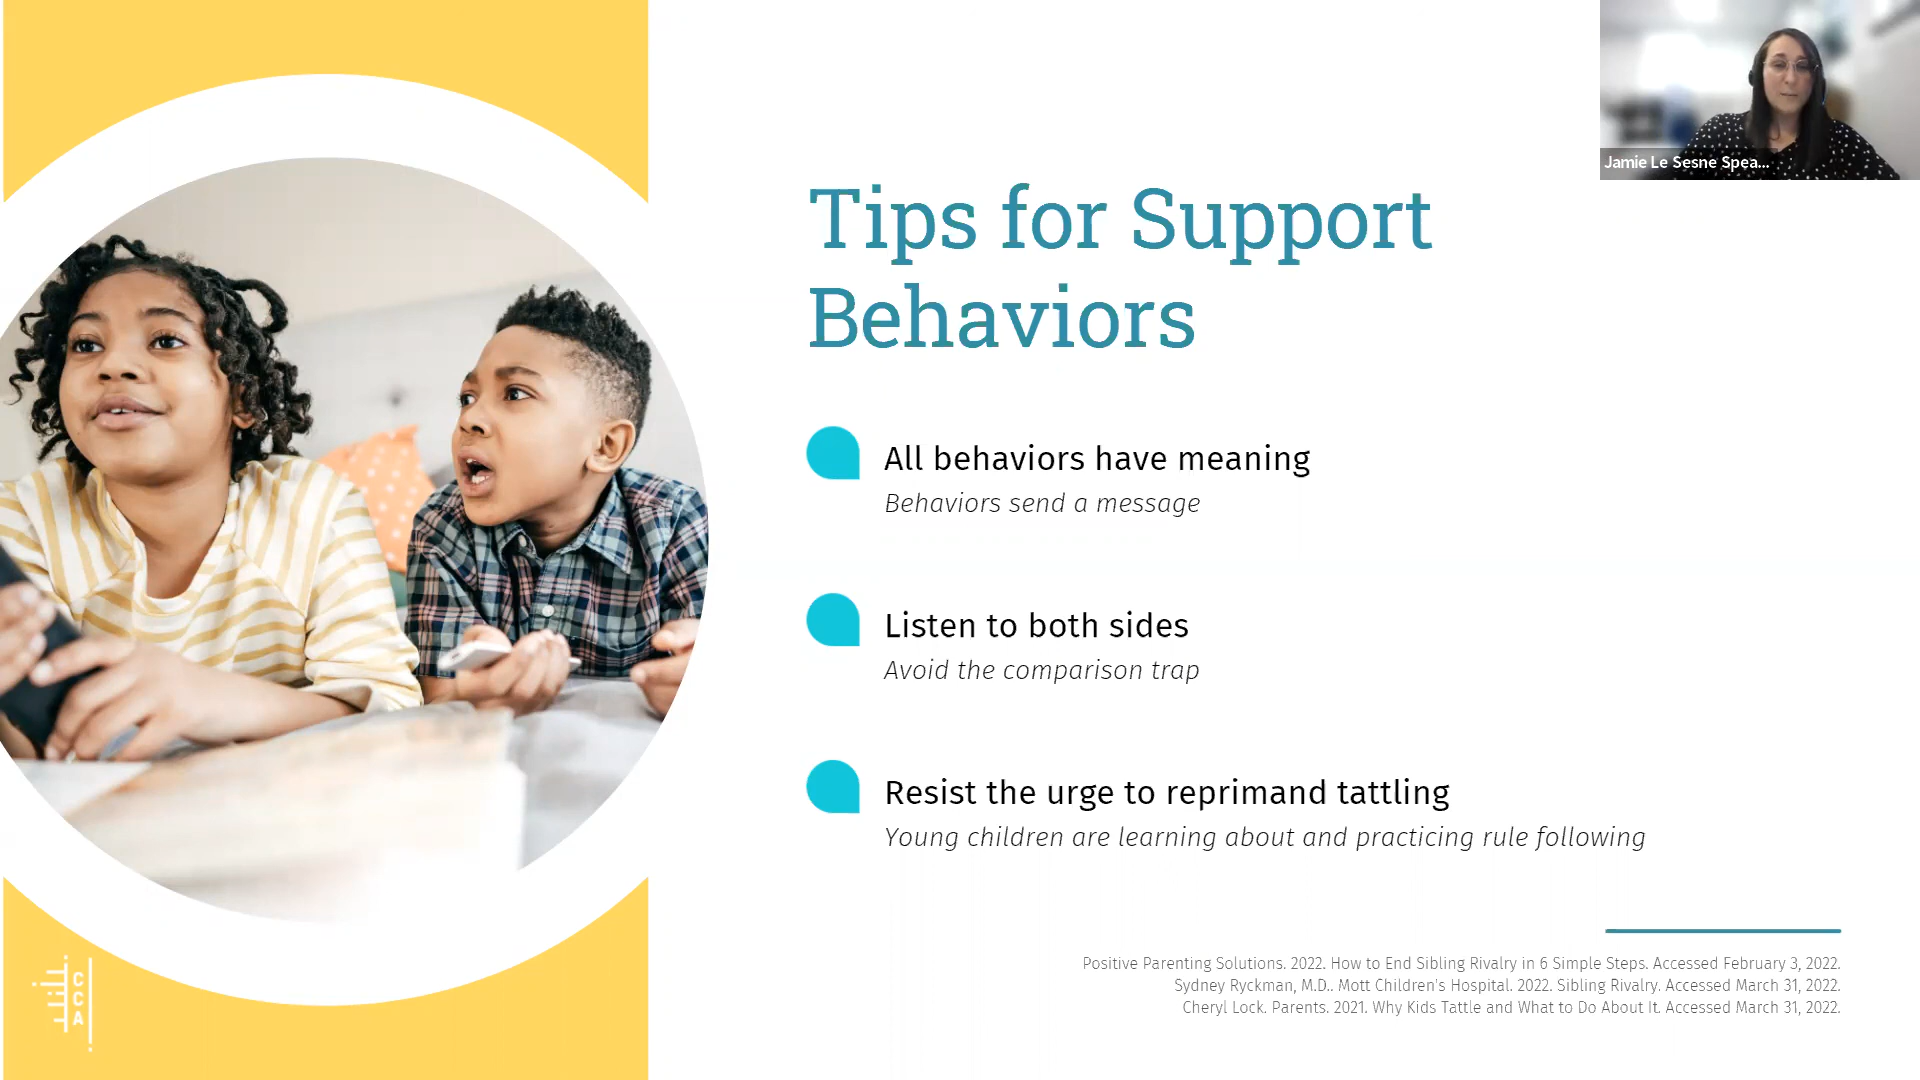 Jamie Le Sesne Spea...
Tips for Support
Behaviors
All behaviors have meaning
Behaviors send a message
Listen to both sides
Avoid the comparison trap
Resist the urge to reprimand tattling
Young children are learning about and practicing rule following
Positive Parenting Solutions. 2022. How to End Sibling Rivalry in 6 Simple Steps. Accessed February 3, 2022.
Sydney Ryckman, M.D.. Mott Children's Hospital. 2022. Sibling Rivalry. Accessed March 31, 2022.
Cheryl Lock. Parents. 2021. Why Kids Tattle and What to Do About It. Accessed March 31, 2022.
CCA